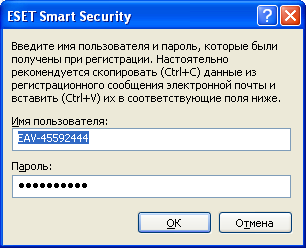 ESET Smart Security
Введите имя пользователя и пароль, которые были
получены при регистрации. Настоятельно
рекомендуется скопировать (Ctrl+C) данные из
регистрационного сообщения электронной почты и
вставить (Ctrl+V) их в соответствующие поля ниже.
Имя пользователя:
EAV-45592444
Пароль:
●●●●●●●●●●
OK Отмена